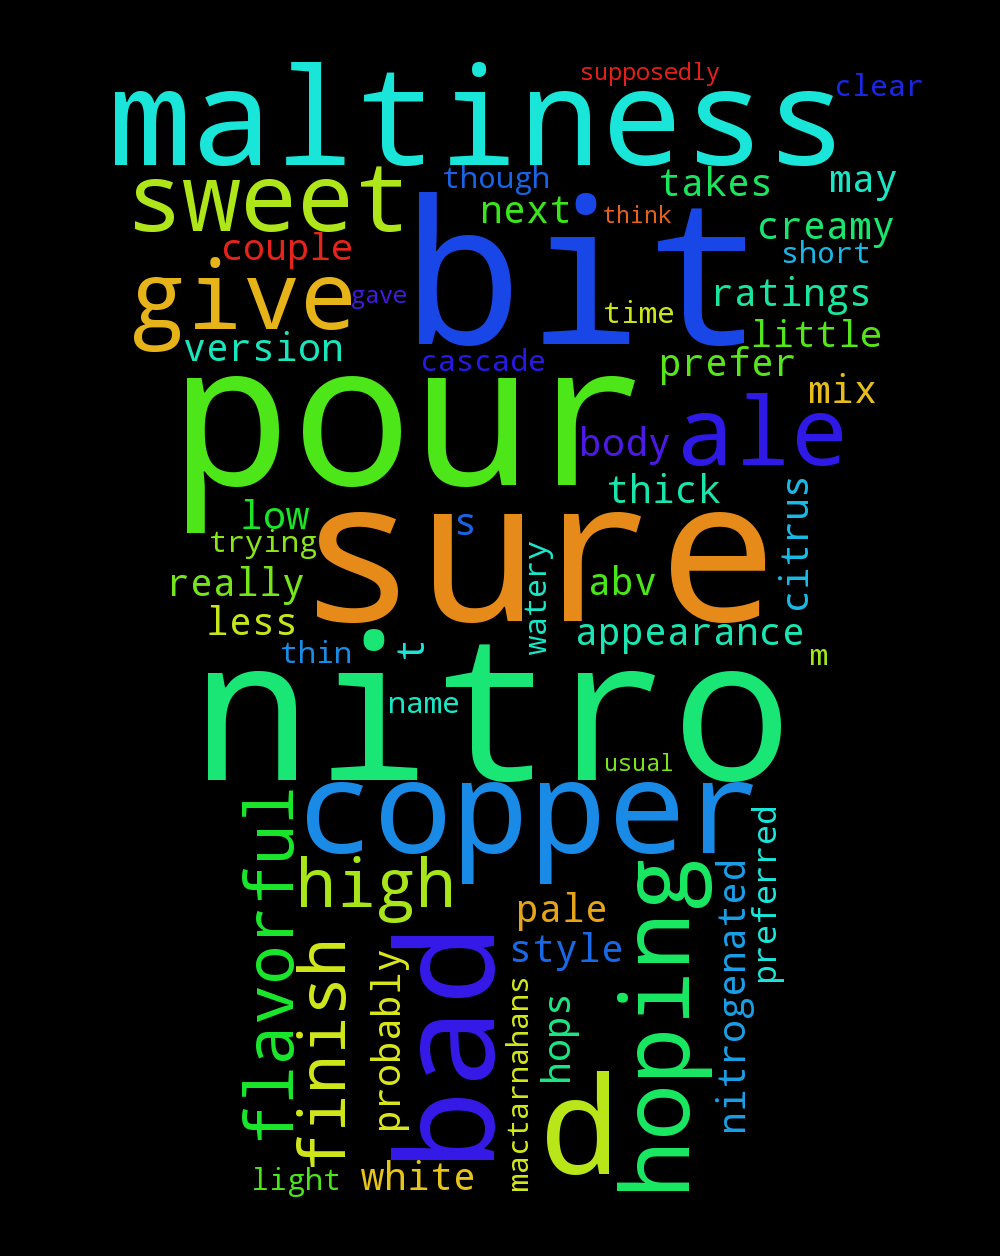 supposedly
maltiness
clear
sweet
though
takes
may
next
think
bit
creamy
couple
short
give
gave
ratings
time
little
version
cascade
prefer
mix
pour
body
ale
thick
citrus
low
s
sure
trying
watery
really
abv
less
appearance
thin
t
m
nitro
name
usual
copper
flavorful
high
hoping
preferred
pale
nitrogenated
finish
probably
bad
style
mactarnahans
hops
d
light
white